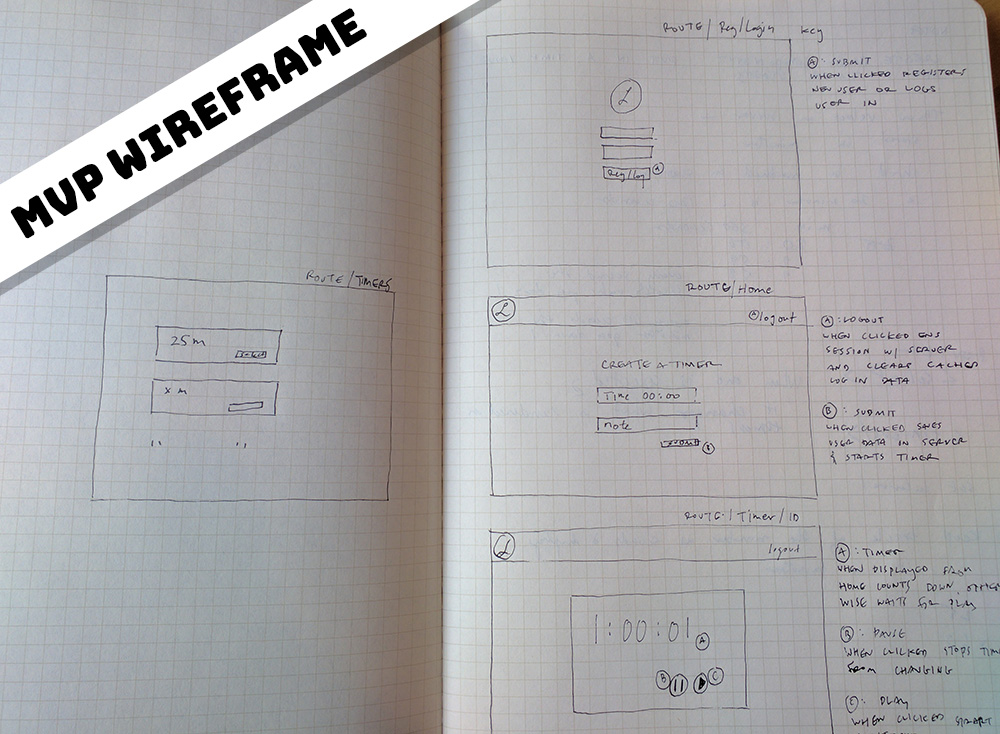 MVP WIREFRAME
ROUTE/TIMERS
25m
x m
" "
ROUTE/Reg/Login
key
L
Reg/Log
A
A: SUBMIT
WHEN CLICKED REGISTERS
NEW USER OR LOGS
USER IN
ROUTE/Home
L
A logout
CREATE A TIMER
Time 00:00
note
B
A: LOGOUT
WHEN CLICKED ENS
SESSION W/ SERVER
AND CLEARS CACHED
LOG IN DATA
B: SUBMIT
WHEN CLICKED SAVES
USER DATA IN SERVER
& STARTS TIMER
ROUTE/Timer/ID
L
logout
1:00:01
A
B
C
A: TIMER
WHEN DISPLAYED FROM
HOME COUNTS DOWN, OTHER
WISE WAITS FOR PLAY
B: PAUSE
WHEN CLICKED STOPS TIM
FROM CHANGING
C: PLAY
WHEN CLICKED START